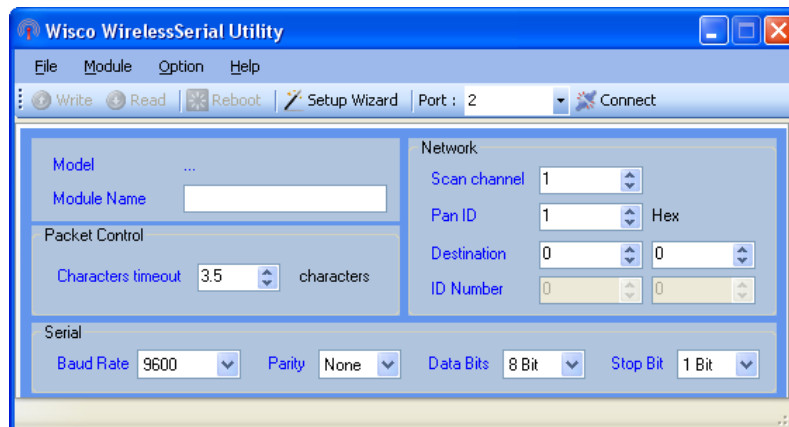 Wisco WirelessSerial Utility
File Module Option Help
Write Read Reboot Setup Wizard Port : 2 Connect
Model ...
Module Name
Packet Control
Characters timeout 3.5 characters
Network
Scan channel 1
Pan ID 1 Hex
Destination 0 0
ID Number 0 0
Serial
Baud Rate 9600 Parity None Data Bits 8 Bit Stop Bit 1 Bit